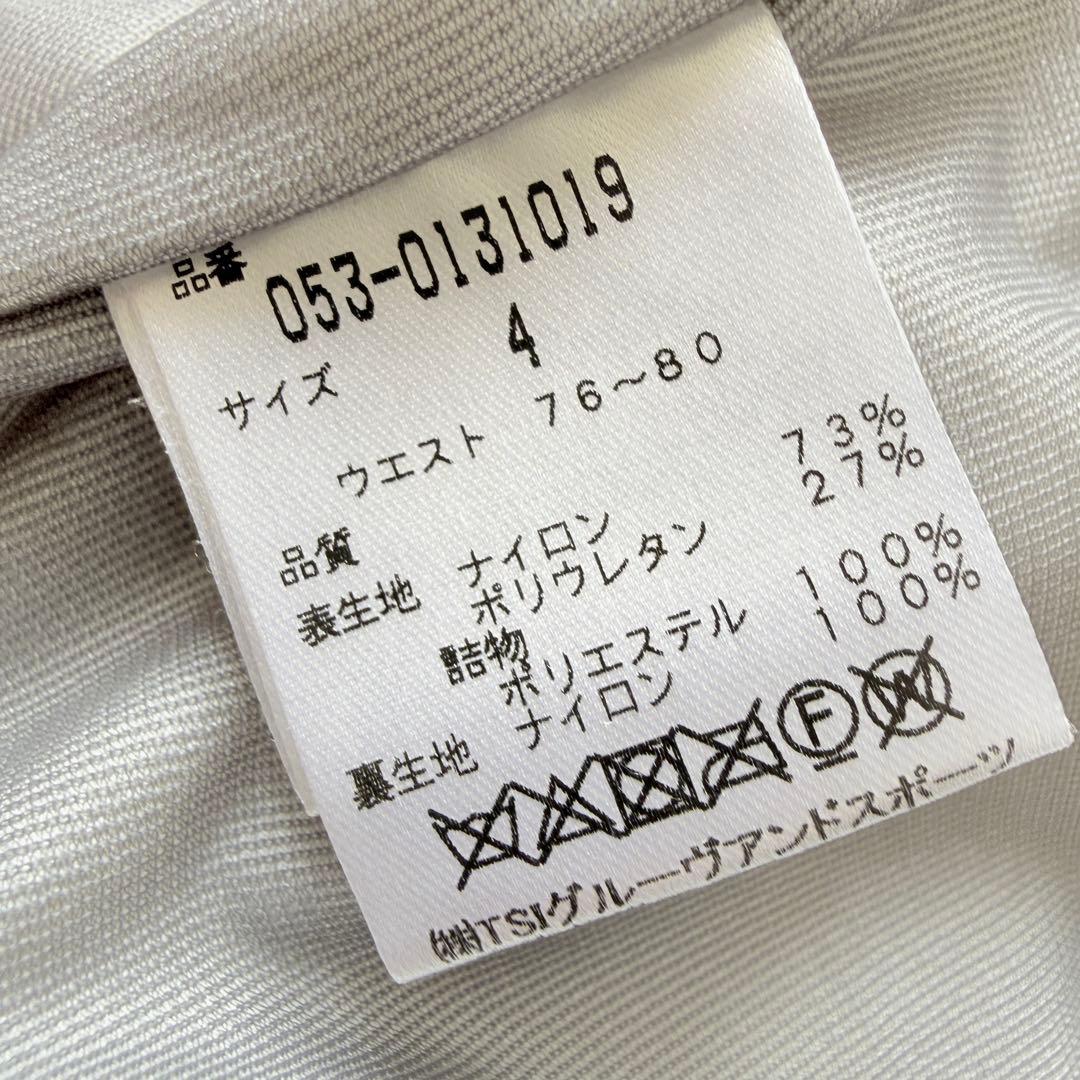 品番 053-0131019
サイズ 4
ウエスト 76～80
品質
表生地 ナイロン 73%
ポリウレタン 27%
詰物
ポリエステル 100%
裏生地 ナイロン 100%
F W
㈱TSIグルーヴアンドスポーツ